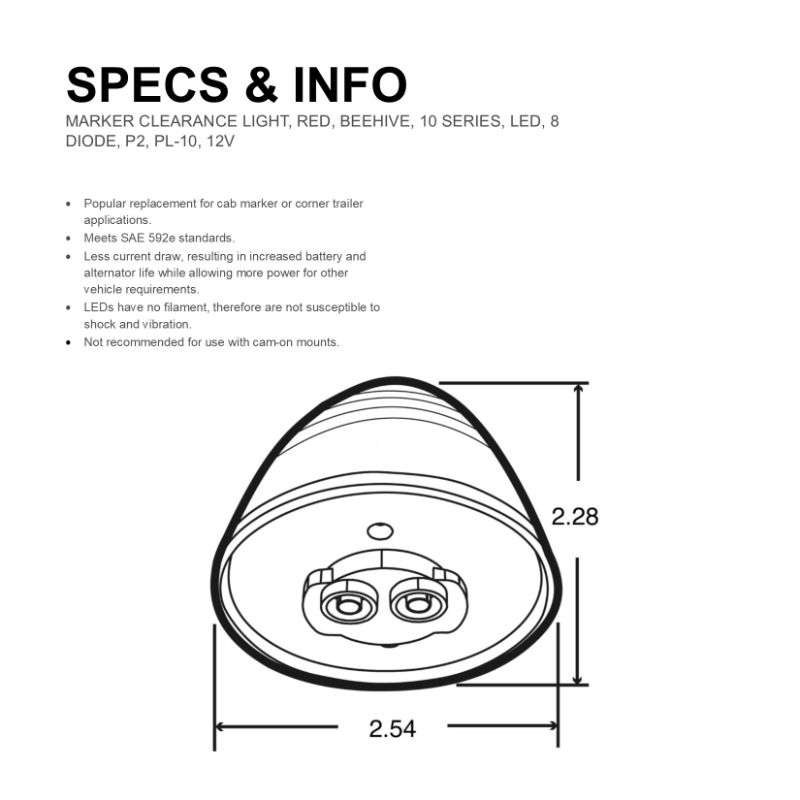 SPECS & INFO
MARKER CLEARANCE LIGHT, RED, BEEHIVE, 10 SERIES, LED, 8
DIODE, P2, PL-10, 12V
• Popular replacement for cab marker or corner trailer
applications.
• Meets SAE 592e standards.
• Less current draw, resulting in increased battery and
alternator life while allowing more power for other
vehicle requirements.
• LEDs have no filament, therefore are not susceptible to
shock and vibration.
• Not recommended for use with cam-on mounts.
2.28
2.54